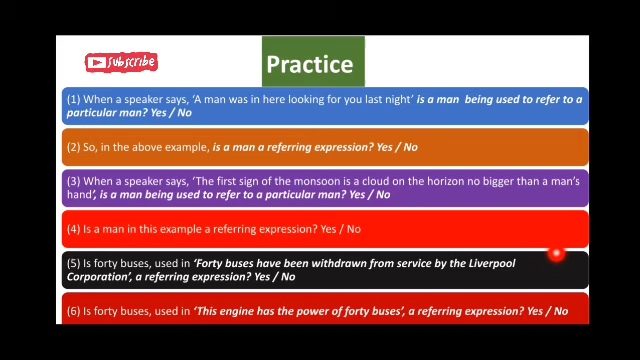 Subscribe
Practice
(1) When a speaker says, 'A man was in here looking for you last night' is a man being used to refer to a
particular man? Yes / No
(2) So, in the above example, is a man a referring expression? Yes / No
(3) When a speaker says, 'The first sign of the monsoon is a cloud on the horizon no bigger than a man's
hand', is a man being used to refer to a particular man? Yes / No
(4) Is a man in this example a referring expression? Yes / No
(5) Is forty buses, used in 'Forty buses have been withdrawn from service by the Liverpool
Corporation', a referring expression? Yes / No
(6) Is forty buses, used in 'This engine has the power of forty buses', a referring expression? Yes / No